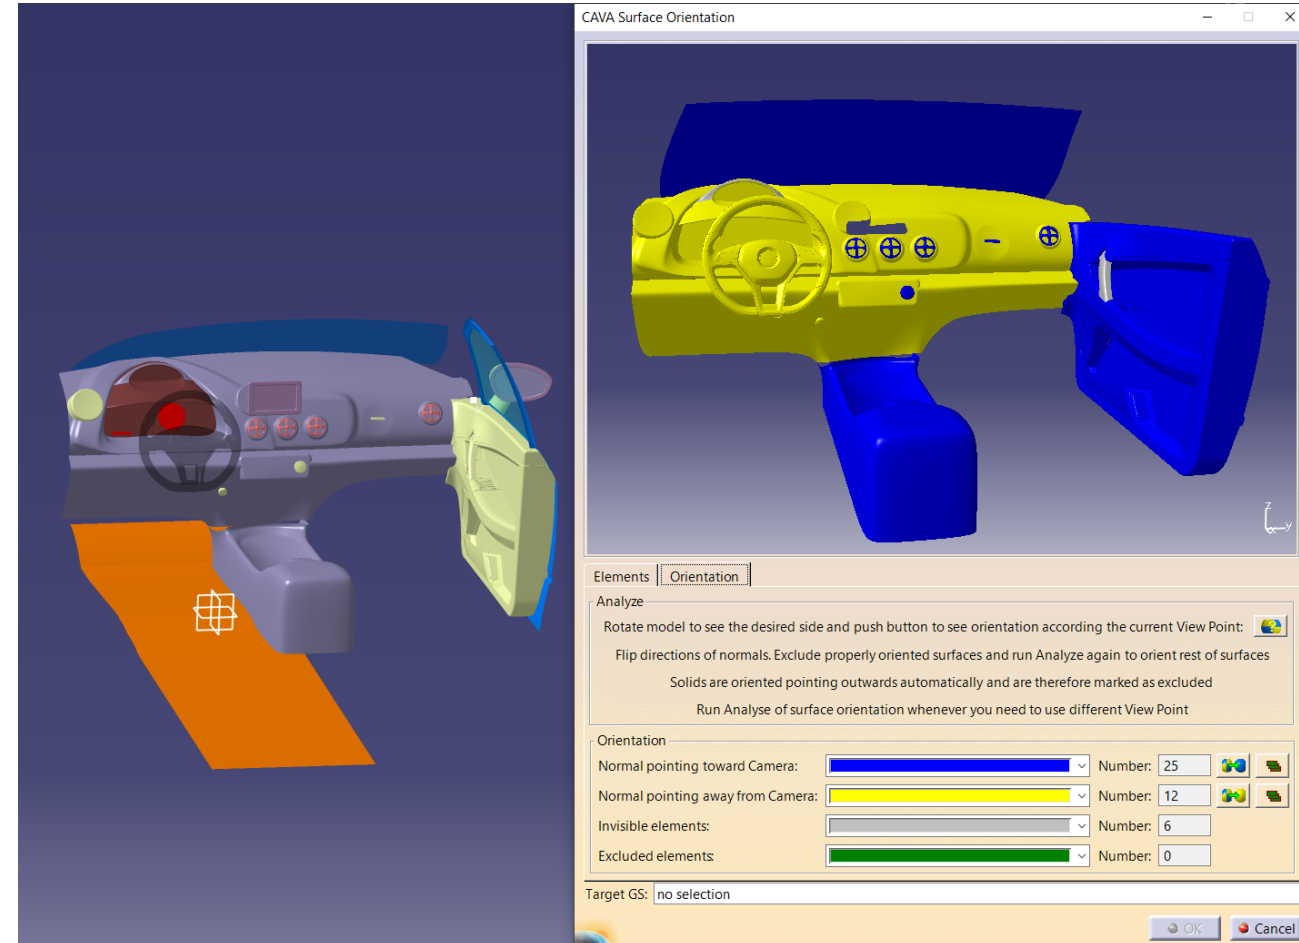 CAVA Surface Orientation
z
y
x
Elements Orientation
Analyze
Rotate model to see the desired side and push button to see orientation according the current View Point:
Flip directions of normals. Exclude properly oriented surfaces and run Analyze again to orient rest of surfaces
Solids are oriented pointing outwards automatically and are therefore marked as excluded
Run Analyse of surface orientation whenever you need to use different View Point
Orientation
Normal pointing toward Camera: Number: 25
Normal pointing away from Camera: Number: 12
Invisible elements: Number: 6
Excluded elements: Number: 0
Target GS: no selection
OK Cancel